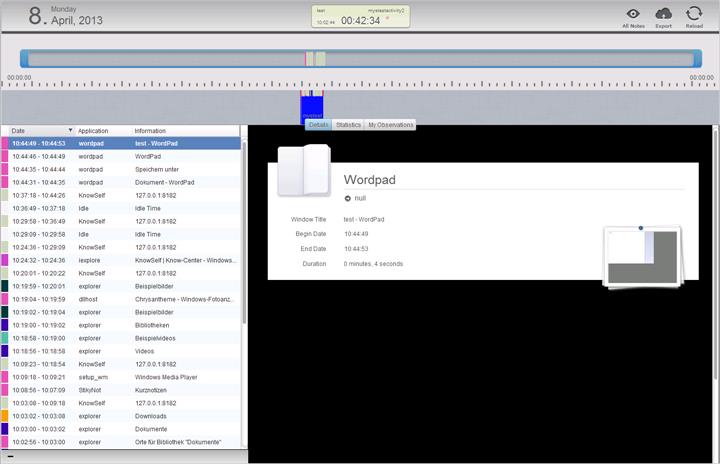 Monday
8. April, 2013
test mystestactivity2
10:02:44 00:42:34
All Notes Export Reload
00:00:00 00:00:00
mystest
Details Statistics My Observations
Date Application Information
10:44:49 - 10:44:53 wordpad test - WordPad
10:44:46 - 10:44:49 wordpad WordPad
10:44:35 - 10:44:44 wordpad Speichern unter
10:44:31 - 10:44:35 wordpad Dokument - WordPad
10:37:18 - 10:44:26 KnowSelf 127.0.0.1:8182
10:36:49 - 10:37:18 Idle Idle Time
10:29:58 - 10:36:49 KnowSelf 127.0.0.1:8182
10:29:09 - 10:29:58 Idle Idle Time
10:24:36 - 10:29:09 KnowSelf 127.0.0.1:8182
10:24:32 - 10:24:36 iexplore KnowSelf | Know-Center - Windows...
10:20:01 - 10:20:22 KnowSelf 127.0.0.1:8182
10:19:59 - 10:20:01 explorer Beispielbilder
10:19:04 - 10:19:59 dllhost Chrysantheme - Windows-Fotoanz...
10:19:02 - 10:19:04 explorer Beispielbilder
10:19:00 - 10:19:02 explorer Bibliotheken
10:18:58 - 10:19:00 explorer Beispielvideos
10:18:56 - 10:18:58 explorer Videos
10:09:23 - 10:18:54 KnowSelf 127.0.0.1:8182
10:09:18 - 10:09:21 setup_wm Windows Media Player
10:08:56 - 10:07:09 StikyNot Kurznotizen
10:03:08 - 10:09:18 KnowSelf 127.0.0.1:8182
10:03:02 - 10:03:08 explorer Downloads
10:03:00 - 10:03:02 explorer Dokumente
10:02:56 - 10:03:00 explorer Orte für Bibliothek "Dokumente"
Wordpad
null
Window Title test - WordPad
Begin Date 10:44:49
End Date 10:44:53
Duration 0 minutes, 4 seconds